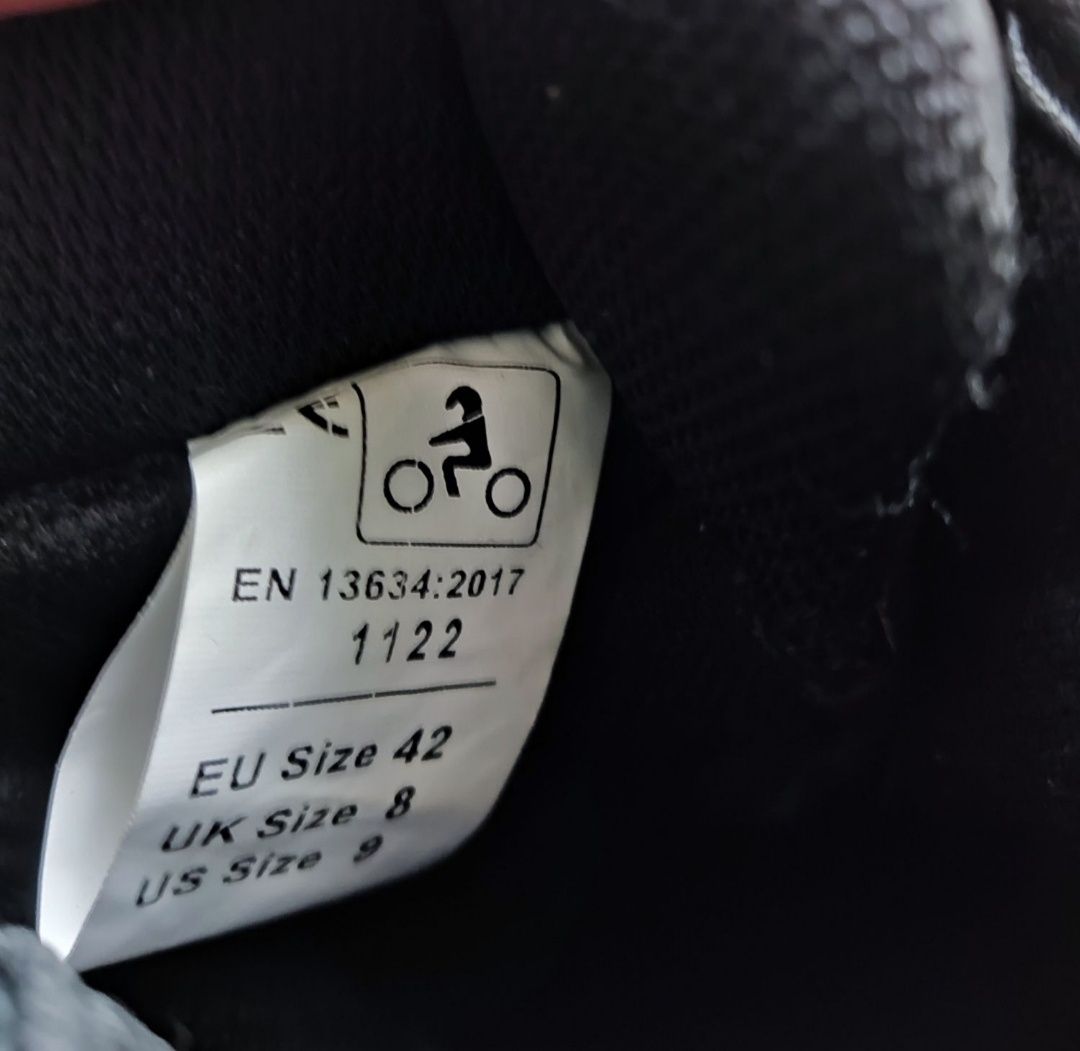 EN 13634:2017
1122
EU Size 42
UK Size 8
US Size 9